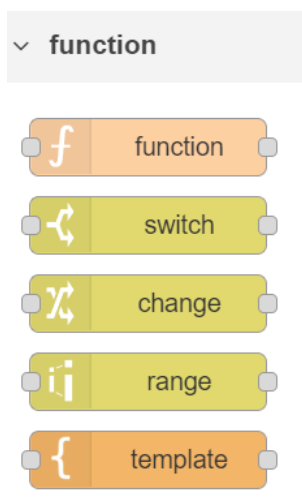 function
function
switch
change
range
template